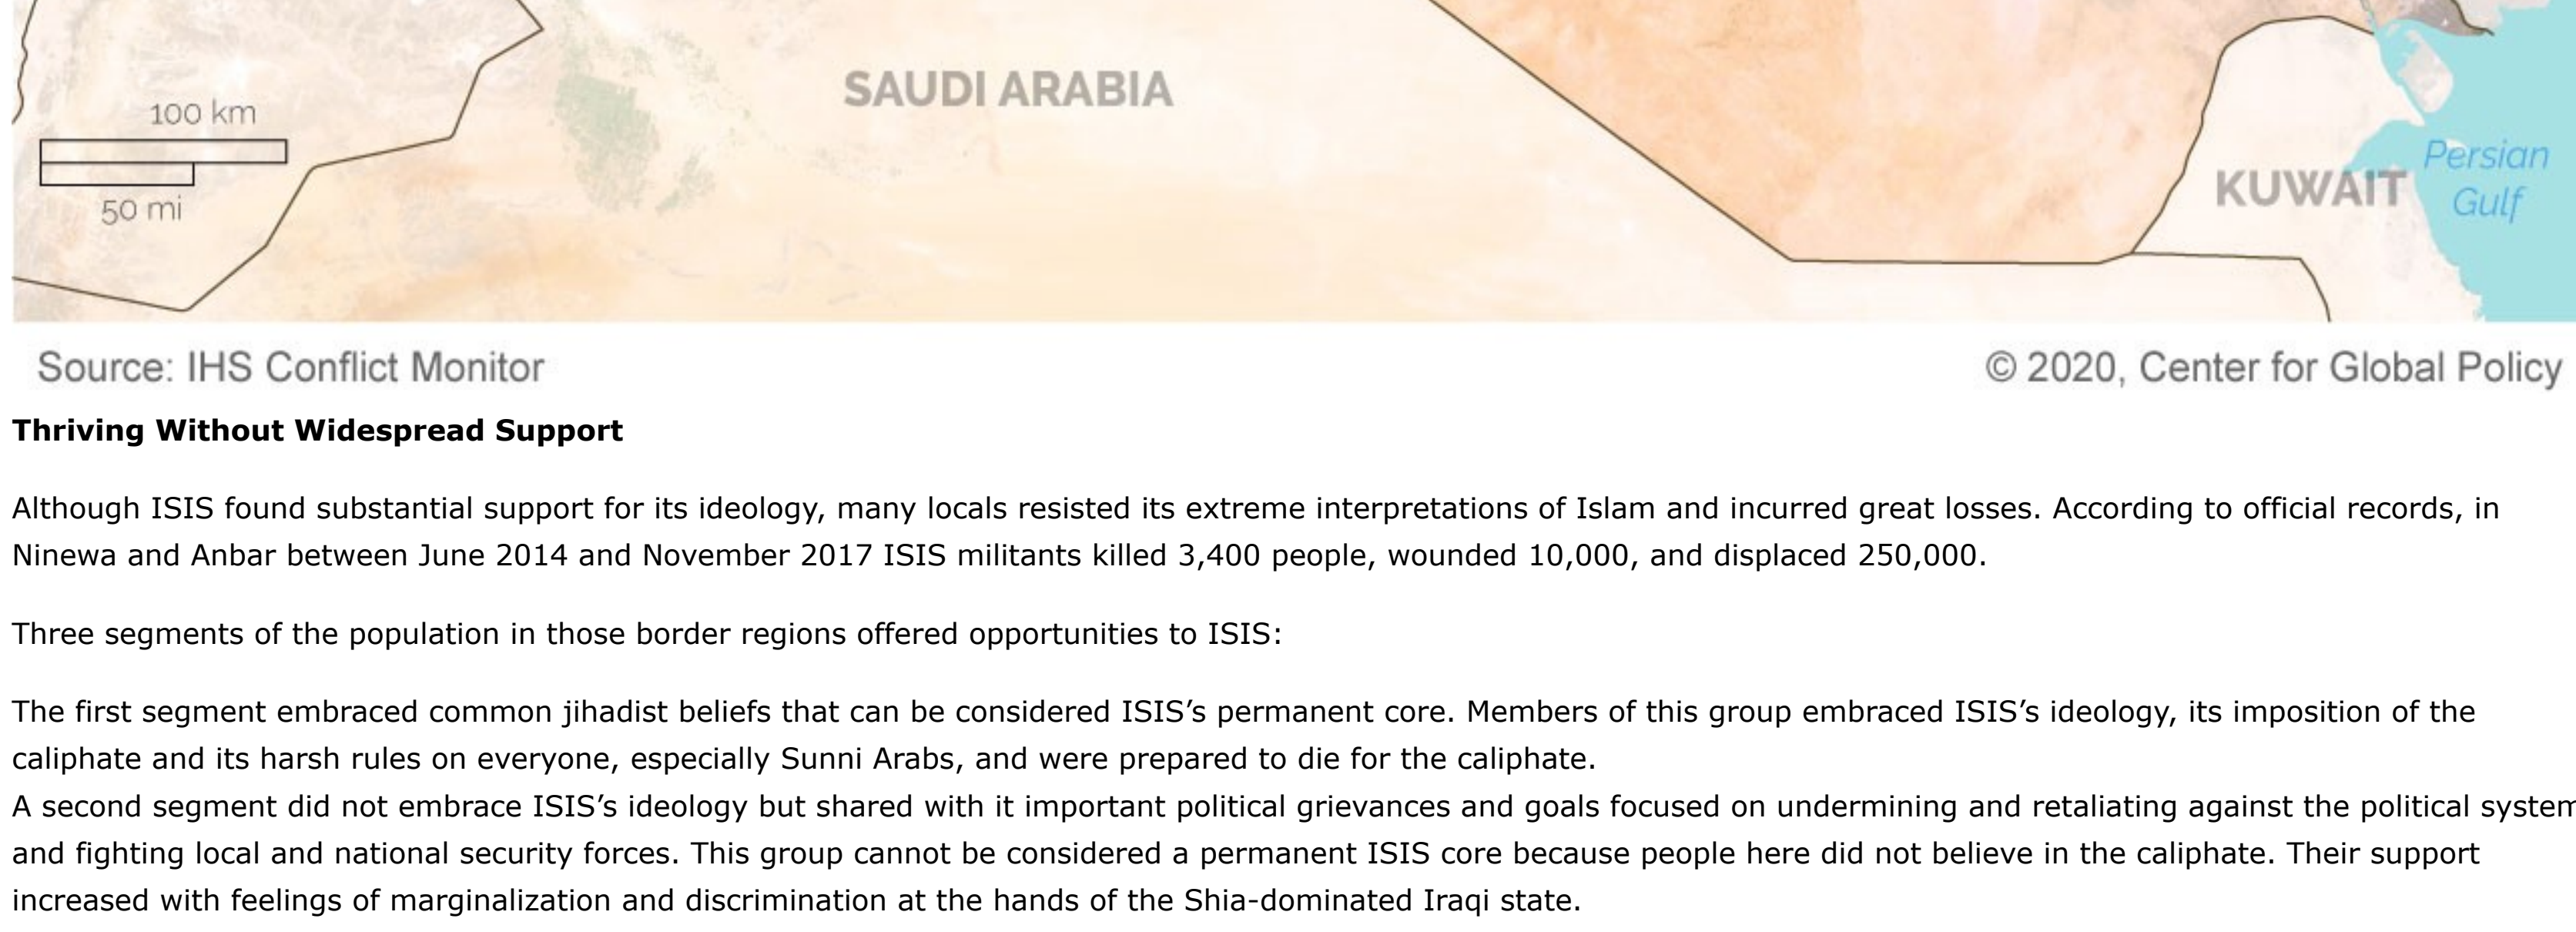 SAUDI ARABIA
100 km
50 mi
KUWAIT
Persian
Gulf
Source: IHS Conflict Monitor
© 2020, Center for Global Policy
Thriving Without Widespread Support
Although ISIS found substantial support for its ideology, many locals resisted its extreme interpretations of Islam and incurred great losses. According to official records, in
Ninewa and Anbar between June 2014 and November 2017 ISIS militants killed 3,400 people, wounded 10,000, and displaced 250,000.
Three segments of the population in those border regions offered opportunities to ISIS:
The first segment embraced common jihadist beliefs that can be considered ISIS’s permanent core. Members of this group embraced ISIS’s ideology, its imposition of the
caliphate and its harsh rules on everyone, especially Sunni Arabs, and were prepared to die for the caliphate.
A second segment did not embrace ISIS’s ideology but shared with it important political grievances and goals focused on undermining and retaliating against the political system
and fighting local and national security forces. This group cannot be considered a permanent ISIS core because people here did not believe in the caliphate. Their support
increased with feelings of marginalization and discrimination at the hands of the Shia-dominated Iraqi state.